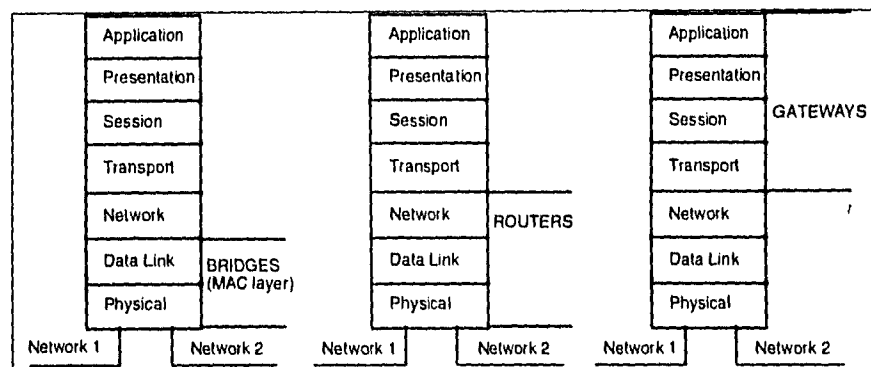 Application
Presentation
Session
Transport
Network
Data Link
Physical
BRIDGES
(MAC layer)
Network 1
Network 2
Application
Presentation
Session
Transport
Network
Data Link
Physical
ROUTERS
Network 1
Network 2
Application
Presentation
Session
Transport
Network
Data Link
Physical
GATEWAYS
Network 1
Network 2